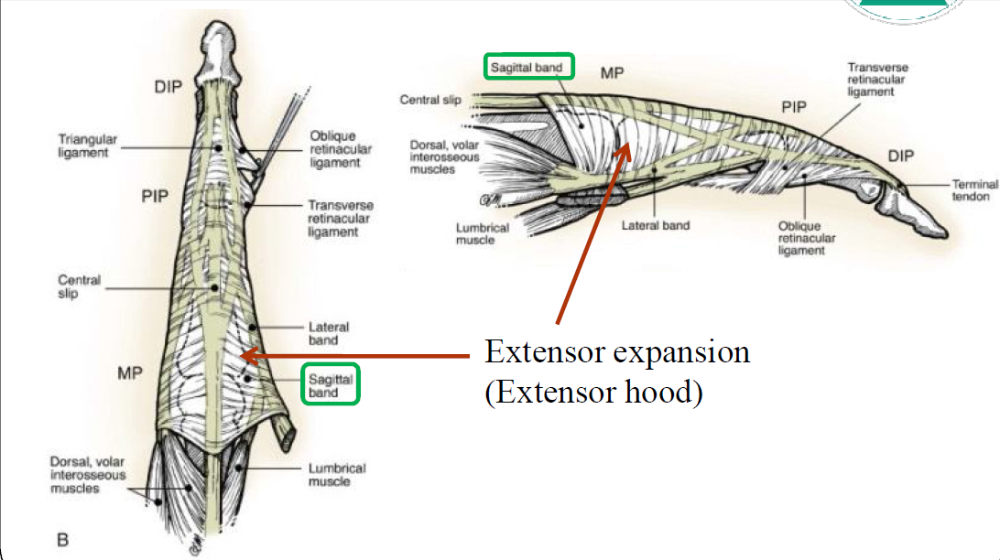 DIP
Triangular
ligament
Oblique
retinacular
ligament
PIP
Transverse
retinacular
ligament
Central
slip
Lateral
band
MP
Sagittal
band
Dorsal, volar
interosseous
muscles
Lumbrical
muscle
B
Sagittal band
MP
Transverse
retinacular
ligament
Central slip
PIP
Dorsal, volar
interosseous
muscles
DIP
Terminal
tendon
Lumbrical
muscle
Lateral band
Oblique
retinacular
ligament
Extensor expansion
(Extensor hood)